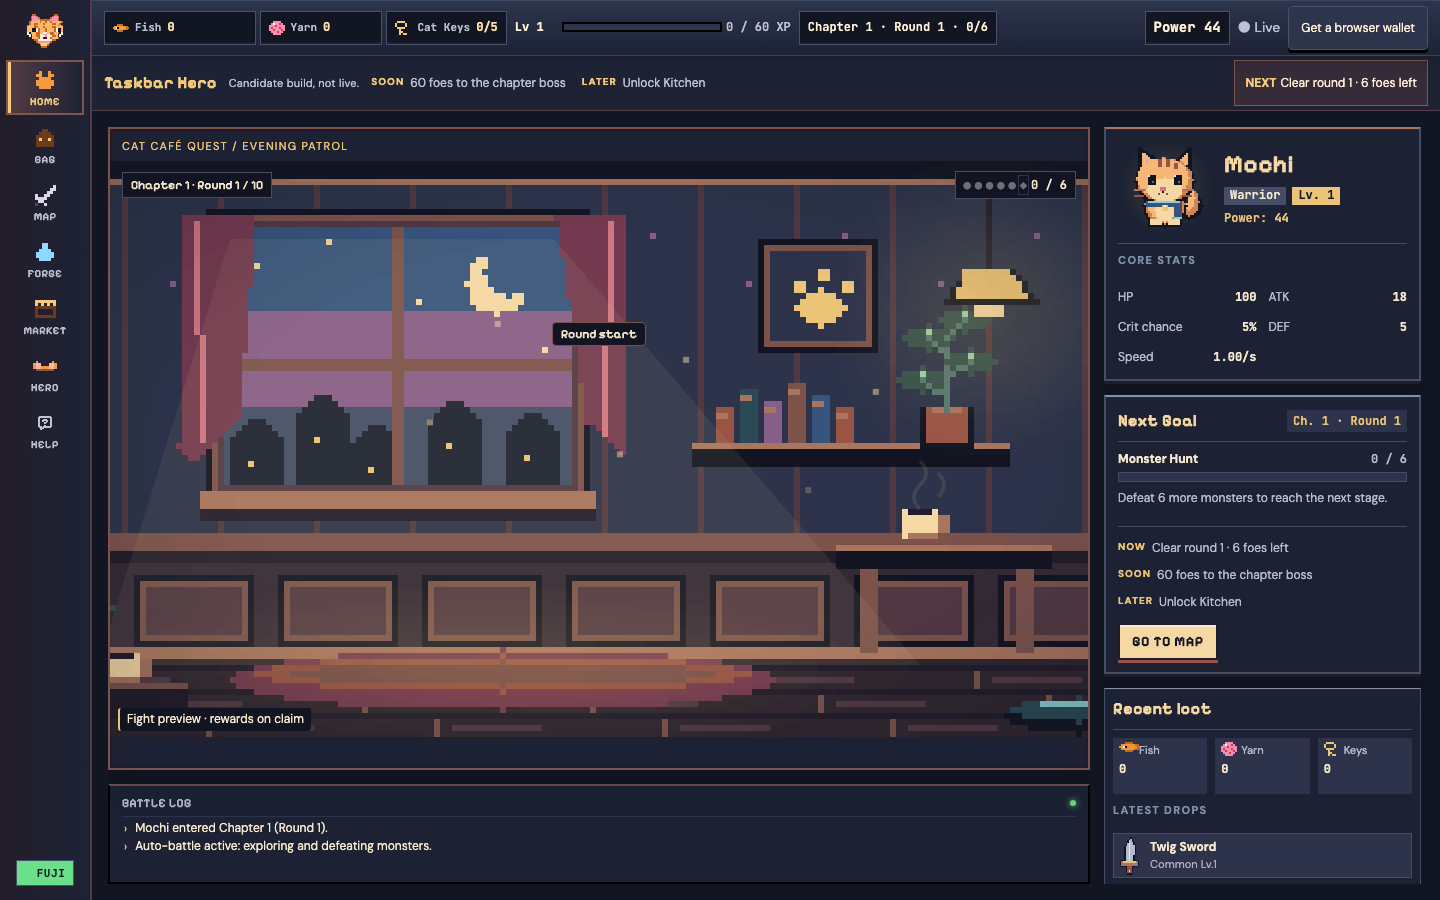 Fish 0
Yarn 0
Cat Keys 0/5
Lv 1
0 / 60 XP
Chapter 1 · Round 1 · 0/6
Power 44
Live
Get a browser wallet
Taskbar Hero
Candidate build, not live.
SOON 60 foes to the chapter boss
LATER Unlock Kitchen
NEXT Clear round 1 · 6 foes left
HOME
BAG
MAP
FORGE
MARKET
HERO
HELP
FUJI
CAT CAFÉ QUEST / EVENING PATROL
Chapter 1 · Round 1 / 10
0 / 6
Round start
Fight preview · rewards on claim
BATTLE LOG
› Mochi entered Chapter 1 (Round 1).
› Auto-battle active: exploring and defeating monsters.
Mochi
Warrior Lv. 1
Power: 44
CORE STATS
HP 100 ATK 18
Crit chance 5% DEF 5
Speed 1.00/s
Next Goal
Ch. 1 · Round 1
Monster Hunt 0 / 6
Defeat 6 more monsters to reach the next stage.
NOW Clear round 1 · 6 foes left
SOON 60 foes to the chapter boss
LATER Unlock Kitchen
GO TO MAP
Recent loot
Fish 0
Yarn 0
Keys 0
LATEST DROPS
Twig Sword
Common Lv.1